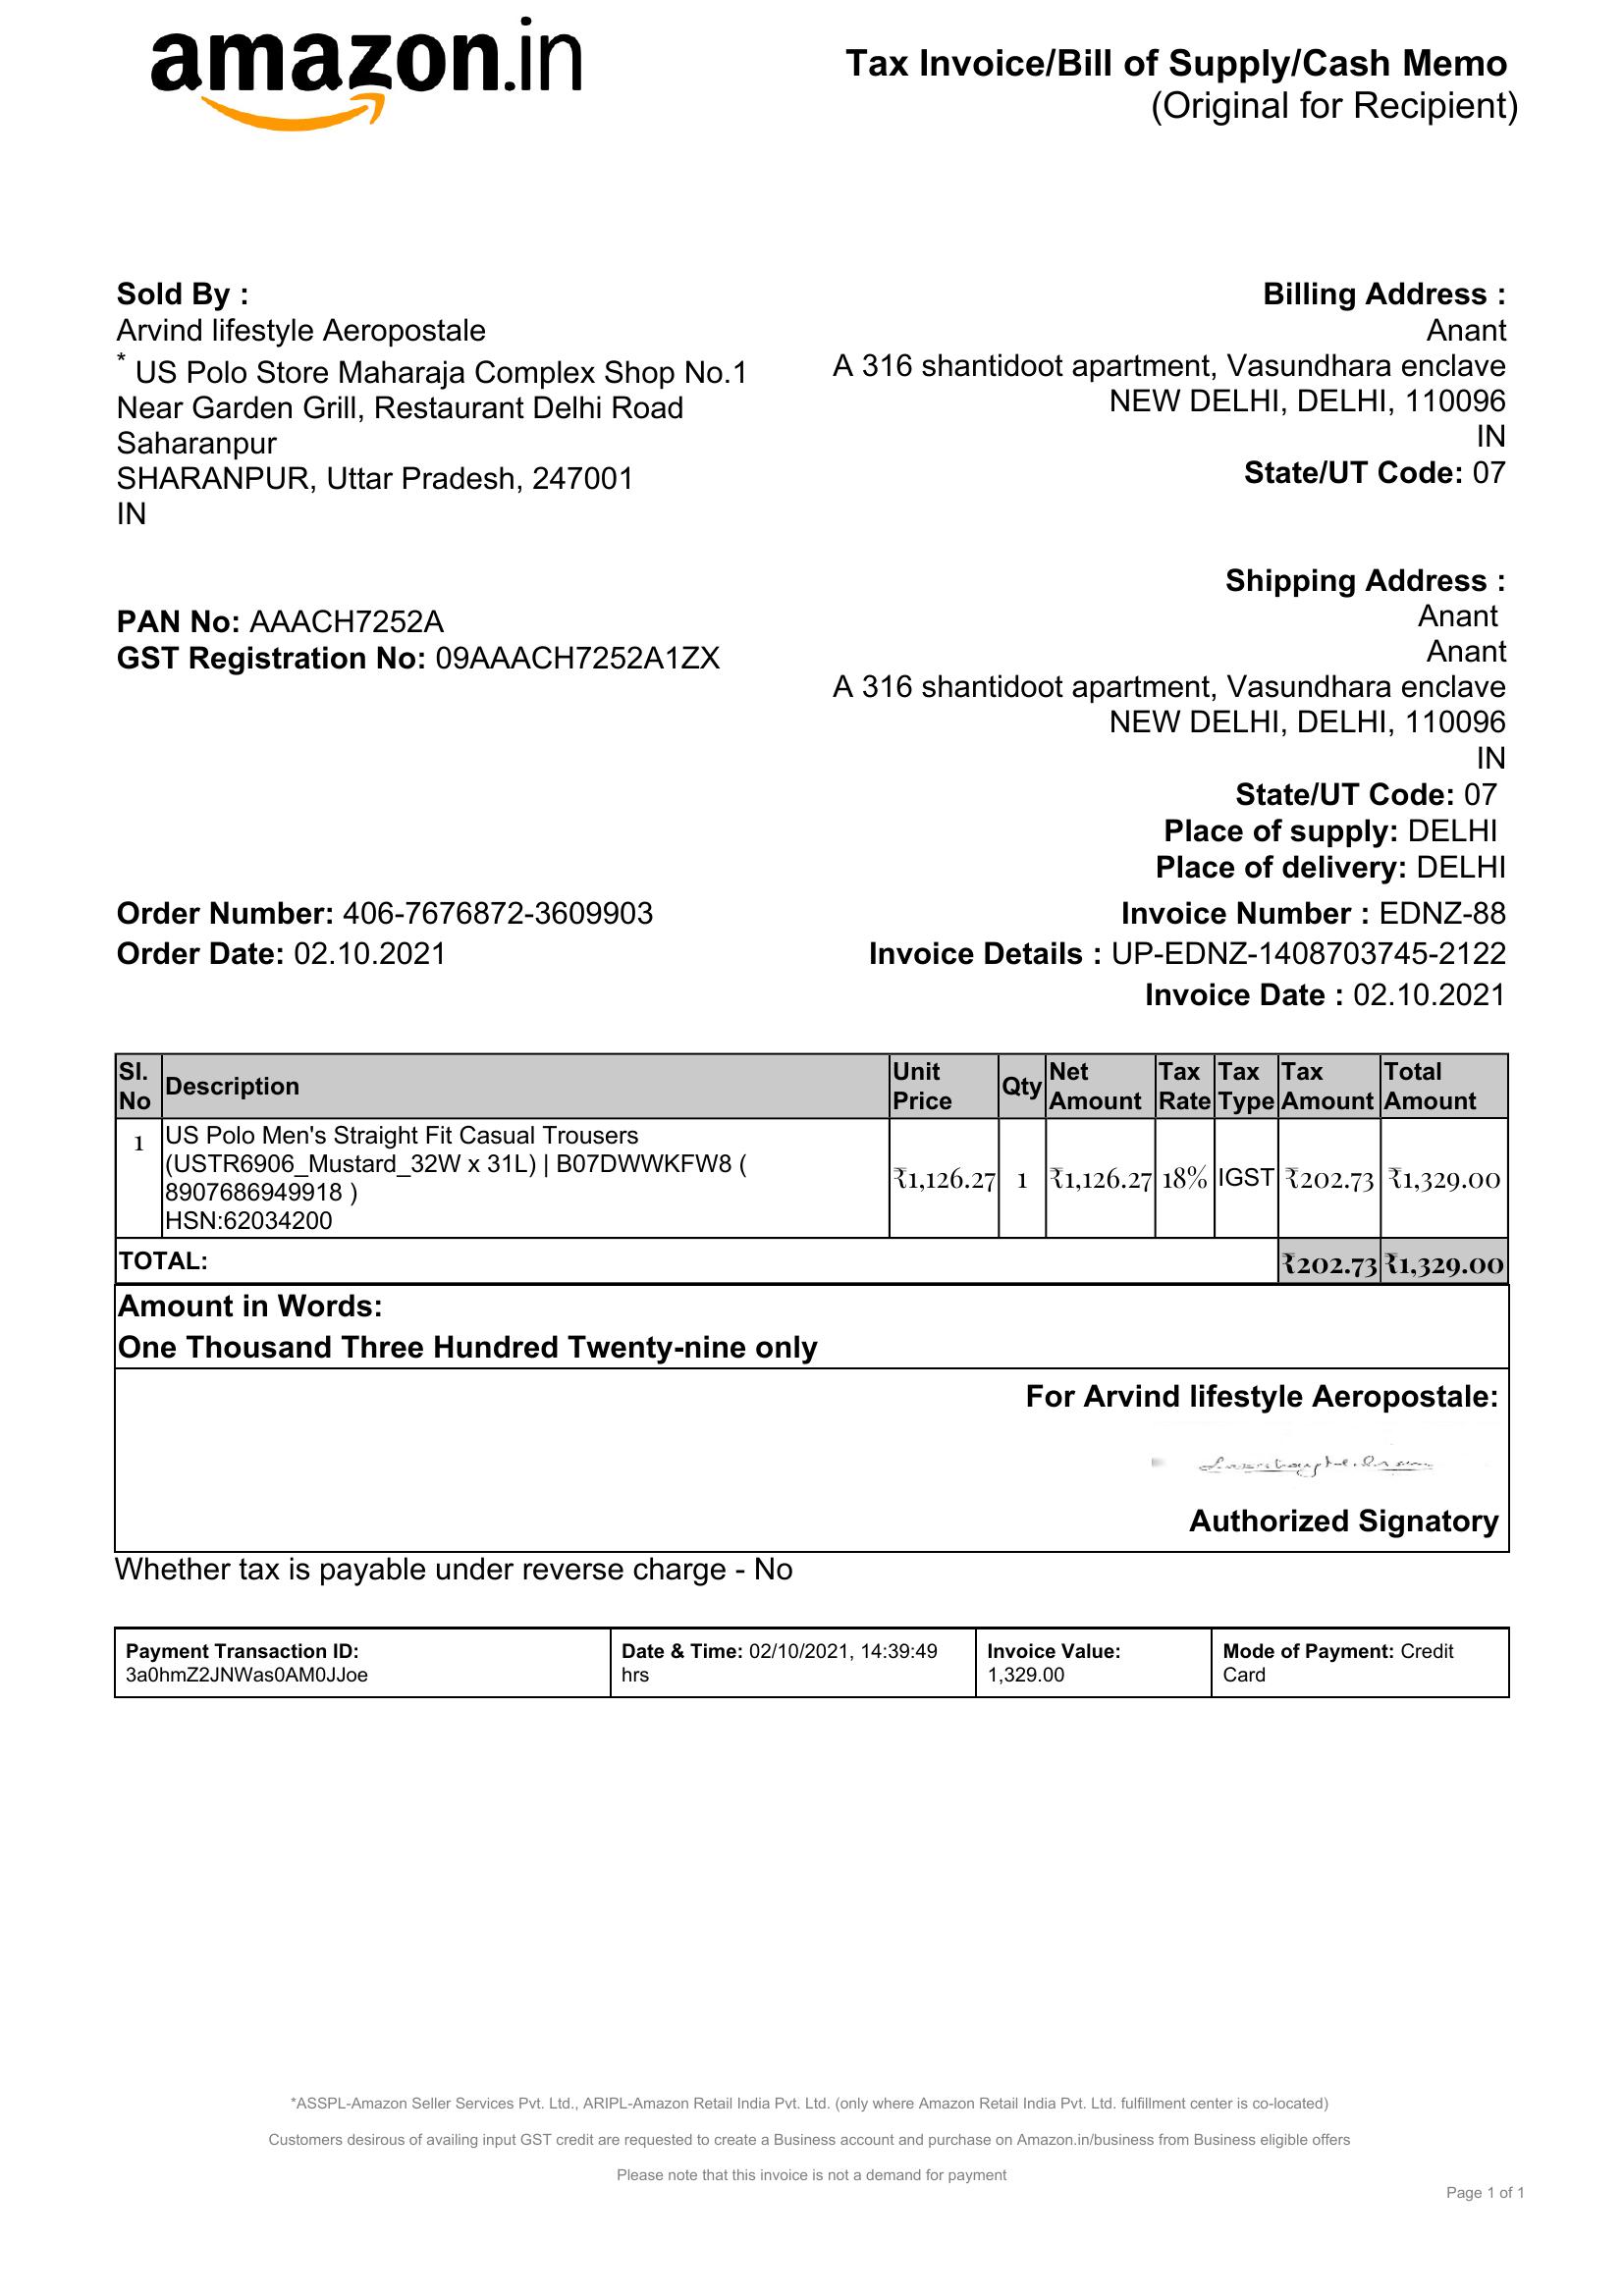 amazon.in
Tax Invoice/Bill of Supply/Cash Memo
(Original for Recipient)
Sold By :
Arvind lifestyle Aeropostale
* US Polo Store Maharaja Complex Shop No.1
Near Garden Grill, Restaurant Delhi Road
Saharanpur
SHARANPUR, Uttar Pradesh, 247001
IN
PAN No: AAACH7252A
GST Registration No: 09AAACH7252A1ZX
Billing Address :
Anant
A 316 shantidoot apartment, Vasundhara enclave
NEW DELHI, DELHI, 110096
IN
State/UT Code: 07
Shipping Address :
Anant
Anant
A 316 shantidoot apartment, Vasundhara enclave
NEW DELHI, DELHI, 110096
IN
State/UT Code: 07
Place of supply: DELHI
Place of delivery: DELHI
Order Number: 406-7676872-3609903
Order Date: 02.10.2021
Invoice Number : EDNZ-88
Invoice Details : UP-EDNZ-1408703745-2122
Invoice Date : 02.10.2021
Sl. No Description Unit Price Qty Net Amount Tax Rate Tax Type Tax Amount Total Amount
1 US Polo Men's Straight Fit Casual Trousers
(USTR6906_Mustard_32W x 31L) | B07DWWKFW8 (
8907686949918 )
HSN:62034200
₹1,126.27 1 ₹1,126.27 18% IGST ₹202.73 ₹1,329.00
TOTAL: ₹202.73 ₹1,329.00
Amount in Words:
One Thousand Three Hundred Twenty-nine only
For Arvind lifestyle Aeropostale:
Authorized Signatory
Whether tax is payable under reverse charge - No
Payment Transaction ID:
3a0hmZ2JNWas0AM0JJoe
Date & Time: 02/10/2021, 14:39:49
hrs
Invoice Value:
1,329.00
Mode of Payment: Credit
Card
*ASSPL-Amazon Seller Services Pvt. Ltd., ARIPL-Amazon Retail India Pvt. Ltd. (only where Amazon Retail India Pvt. Ltd. fulfillment center is co-located)
Customers desirous of availing input GST credit are requested to create a Business account and purchase on Amazon.in/business from Business eligible offers
Please note that this invoice is not a demand for payment
Page 1 of 1